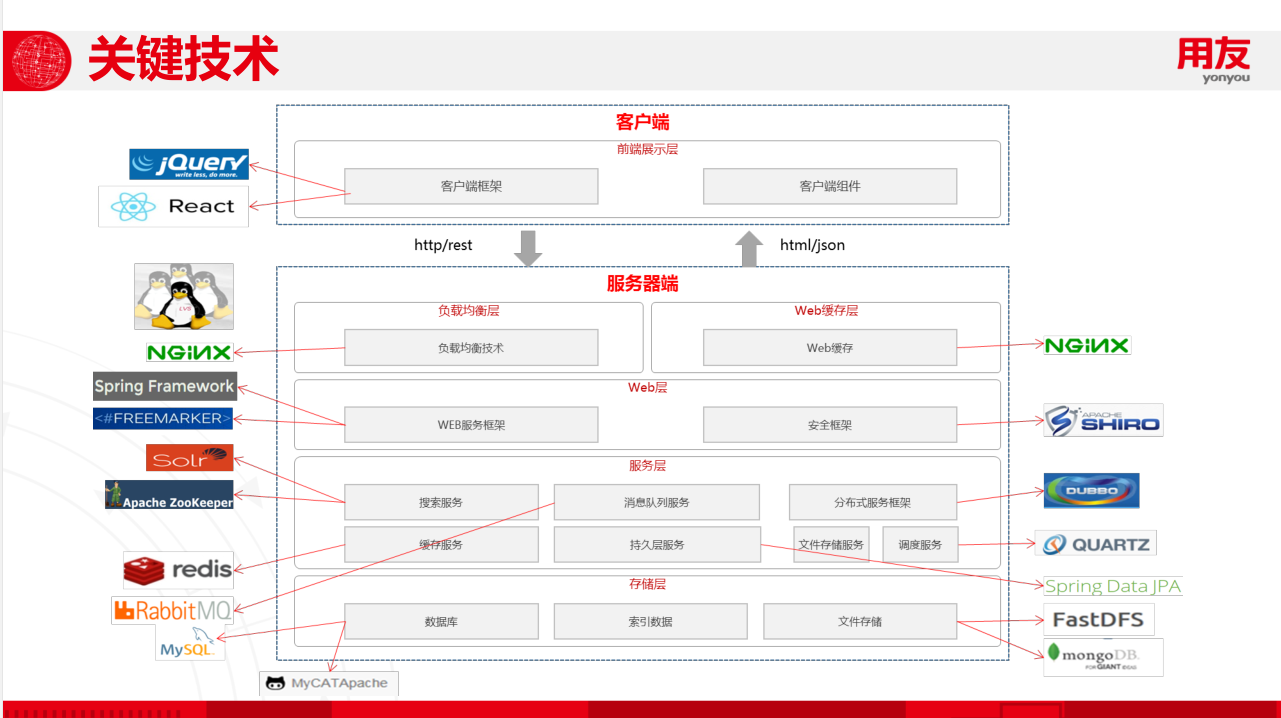 关键技术
用友
yonyou
客户端
前端展示层
jQuery
write less, do more.
React
客户端框架
客户端组件
http/rest
html/json
服务器端
负载均衡层
Web缓存层
LVS
NGINX
负载均衡技术
Web缓存
NGINX
Web层
Spring Framework
<#FREEMARKER>
WEB服务框架
安全框架
APACHE
SHIRO
服务层
Solr
Apache ZooKeeper
搜索服务
消息队列服务
分布式服务框架
DUBBO
缓存服务
持久层服务
文件存储服务
调度服务
QUARTZ
redis
存储层
Spring Data JPA
RabbitMQ
MySQL
数据库
索引数据
文件存储
FastDFS
mongoDB
FOR GIANT IDEAS
MyCATApache